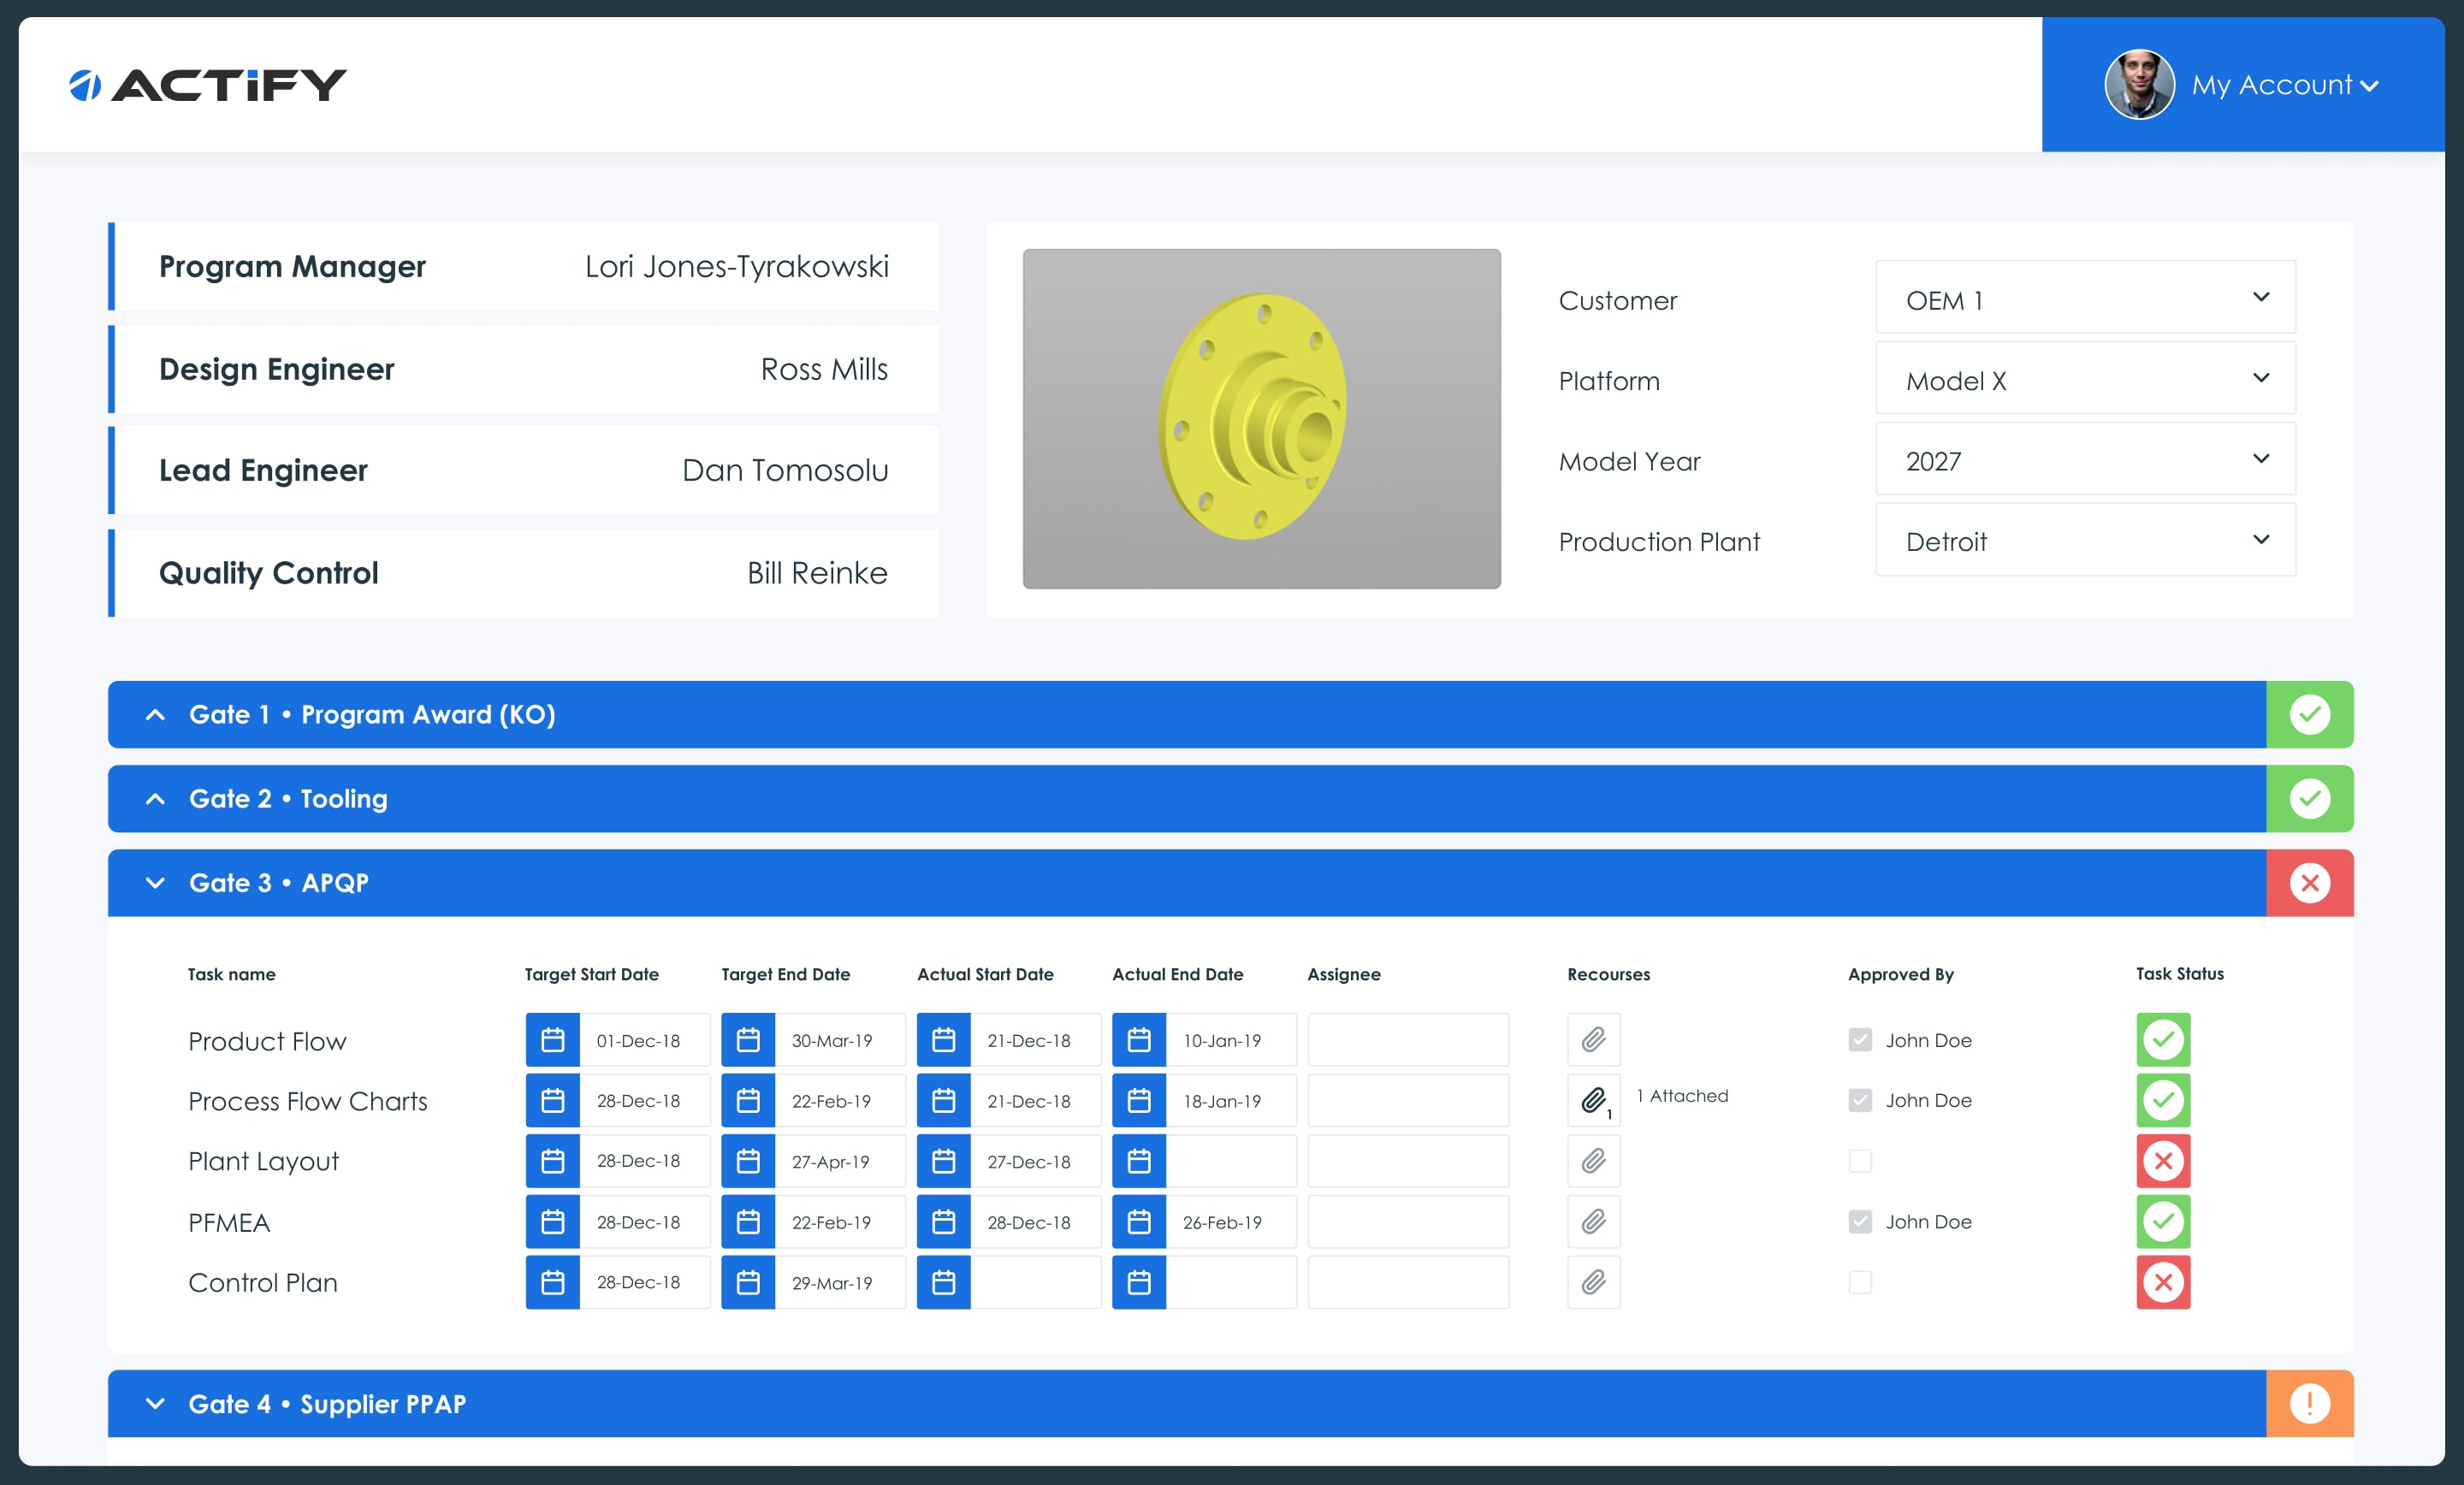 ACTiFY
My Account
Program Manager Lori Jones-Tyrakowski
Design Engineer Ross Mills
Lead Engineer Dan Tomosolu
Quality Control Bill Reinke
Customer OEM 1
Platform Model X
Model Year 2027
Production Plant Detroit
Gate 1 • Program Award (KO)
Gate 2 • Tooling
Gate 3 • APQP
Task name Target Start Date Target End Date Actual Start Date Actual End Date Assignee Recourses Approved By Task Status
Product Flow 01-Dec-18 30-Mar-19 21-Dec-18 10-Jan-19 John Doe
Process Flow Charts 28-Dec-18 22-Feb-19 21-Dec-18 18-Jan-19 1 1 Attached John Doe
Plant Layout 28-Dec-18 27-Apr-19 27-Dec-18
PFMEA 28-Dec-18 22-Feb-19 28-Dec-18 26-Feb-19 John Doe
Control Plan 28-Dec-18 29-Mar-19
Gate 4 • Supplier PPAP